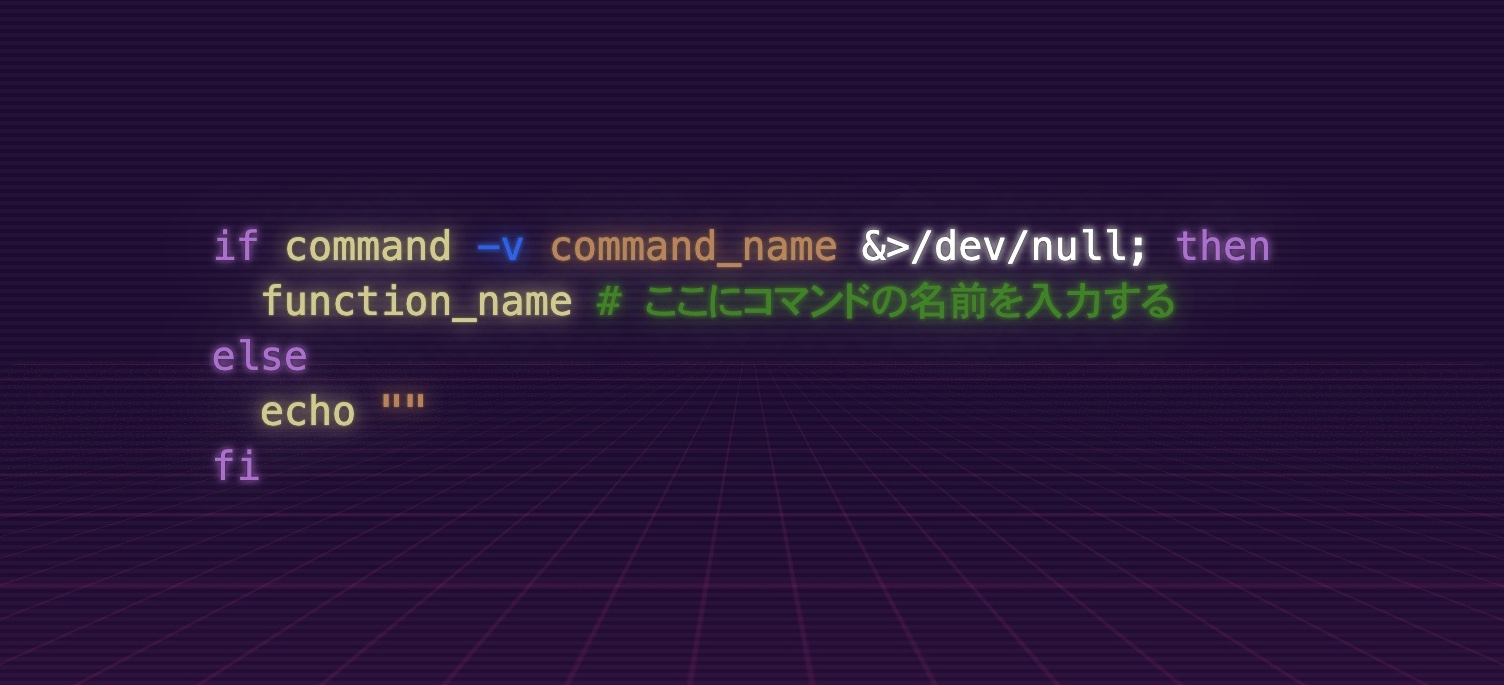 if command -v command_name &>/dev/null; then
  function_name # ここにコマンドの名前を入力する
else
  echo ""
fi